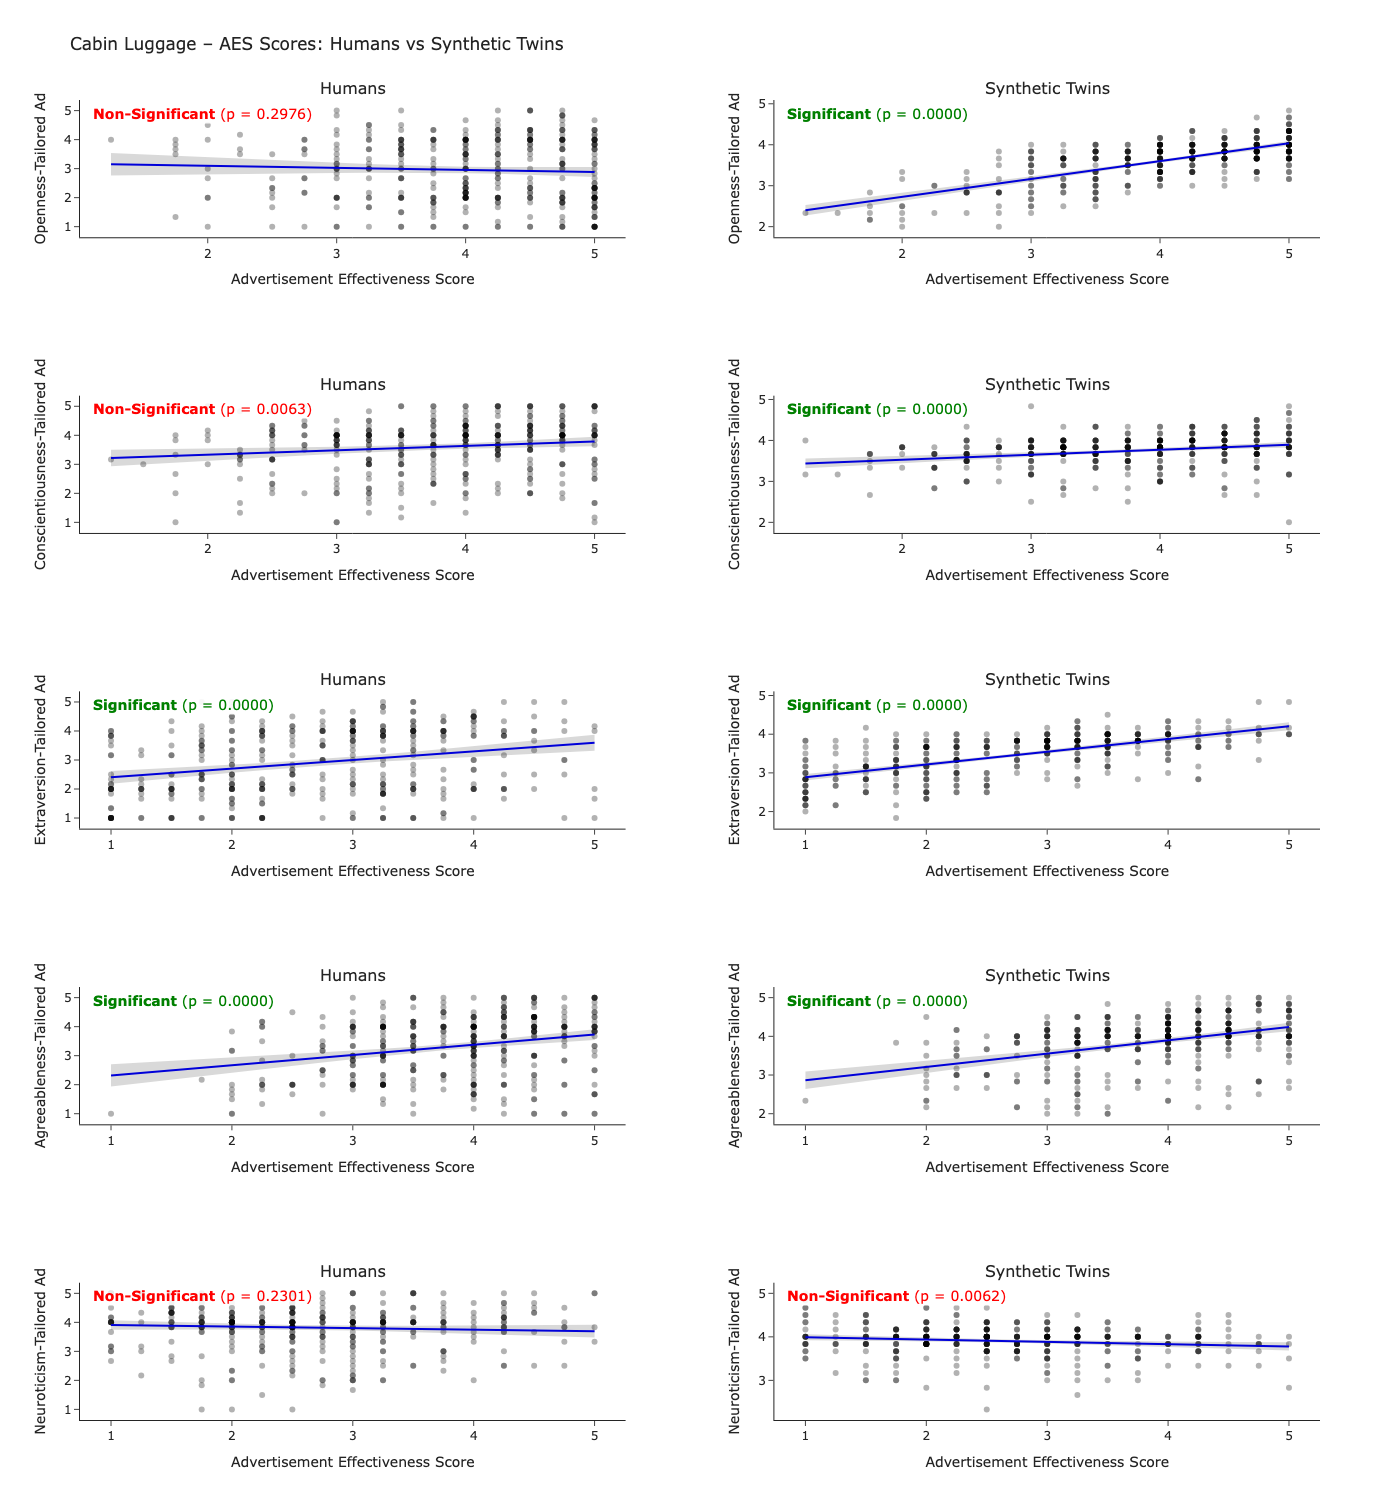 Cabin Luggage – AES Scores: Humans vs Synthetic Twins
Humans
Non-Significant (p = 0.2976)
Openness-Tailored Ad
5
4
3
2
1
2 3 4 5
Advertisement Effectiveness Score
Synthetic Twins
Significant (p = 0.0000)
Openness-Tailored Ad
5
4
3
2
2 3 4 5
Advertisement Effectiveness Score
Humans
Non-Significant (p = 0.0063)
Conscientiousness-Tailored Ad
5
4
3
2
1
2 3 4 5
Advertisement Effectiveness Score
Synthetic Twins
Significant (p = 0.0000)
Conscientiousness-Tailored Ad
5
4
3
2
2 3 4 5
Advertisement Effectiveness Score
Humans
Significant (p = 0.0000)
Extraversion-Tailored Ad
5
4
3
2
1
1 2 3 4 5
Advertisement Effectiveness Score
Synthetic Twins
Significant (p = 0.0000)
Extraversion-Tailored Ad
5
4
3
2
1 2 3 4 5
Advertisement Effectiveness Score
Humans
Significant (p = 0.0000)
Agreeableness-Tailored Ad
5
4
3
2
1
1 2 3 4 5
Advertisement Effectiveness Score
Synthetic Twins
Significant (p = 0.0000)
Agreeableness-Tailored Ad
5
4
3
2
1 2 3 4 5
Advertisement Effectiveness Score
Humans
Non-Significant (p = 0.2301)
Neuroticism-Tailored Ad
5
4
3
2
1
1 2 3 4 5
Advertisement Effectiveness Score
Synthetic Twins
Non-Significant (p = 0.0062)
Neuroticism-Tailored Ad
5
4
3
1 2 3 4 5
Advertisement Effectiveness Score